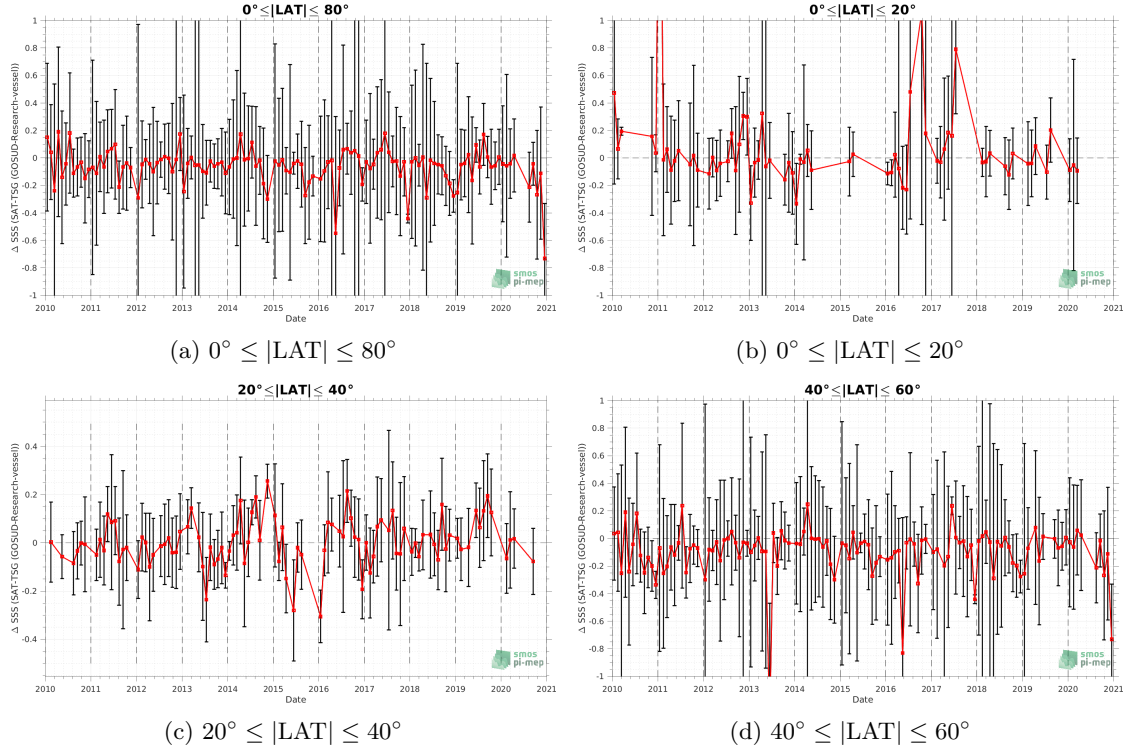 0°≤|LAT|≤ 80°
Δ SSS (SAT-TSG (GOSUD-Research-vessel))
1
0.8
0.6
0.4
0.2
0
-0.2
-0.4
-0.6
-0.8
-1
2010 2011 2012 2013 2014 2015 2016 2017 2018 2019 2020 2021
Date
smos
pi-mep
(a) 0° ≤ |LAT| ≤ 80°
0°≤|LAT|≤ 20°
Δ SSS (SAT-TSG (GOSUD-Research-vessel))
1
0.8
0.6
0.4
0.2
0
-0.2
-0.4
-0.6
-0.8
-1
2010 2011 2012 2013 2014 2015 2016 2017 2018 2019 2020 2021
Date
smos
pi-mep
(b) 0° ≤ |LAT| ≤ 20°
20°≤|LAT|≤ 40°
Δ SSS (SAT-TSG (GOSUD-Research-vessel))
0.4
0.2
0
-0.2
-0.4
2010 2011 2012 2013 2014 2015 2016 2017 2018 2019 2020 2021
Date
smos
pi-mep
(c) 20° ≤ |LAT| ≤ 40°
40°≤|LAT|≤ 60°
Δ SSS (SAT-TSG (GOSUD-Research-vessel))
1
0.8
0.6
0.4
0.2
0
-0.2
-0.4
-0.6
-0.8
-1
2010 2011 2012 2013 2014 2015 2016 2017 2018 2019 2020 2021
Date
smos
pi-mep
(d) 40° ≤ |LAT| ≤ 60°